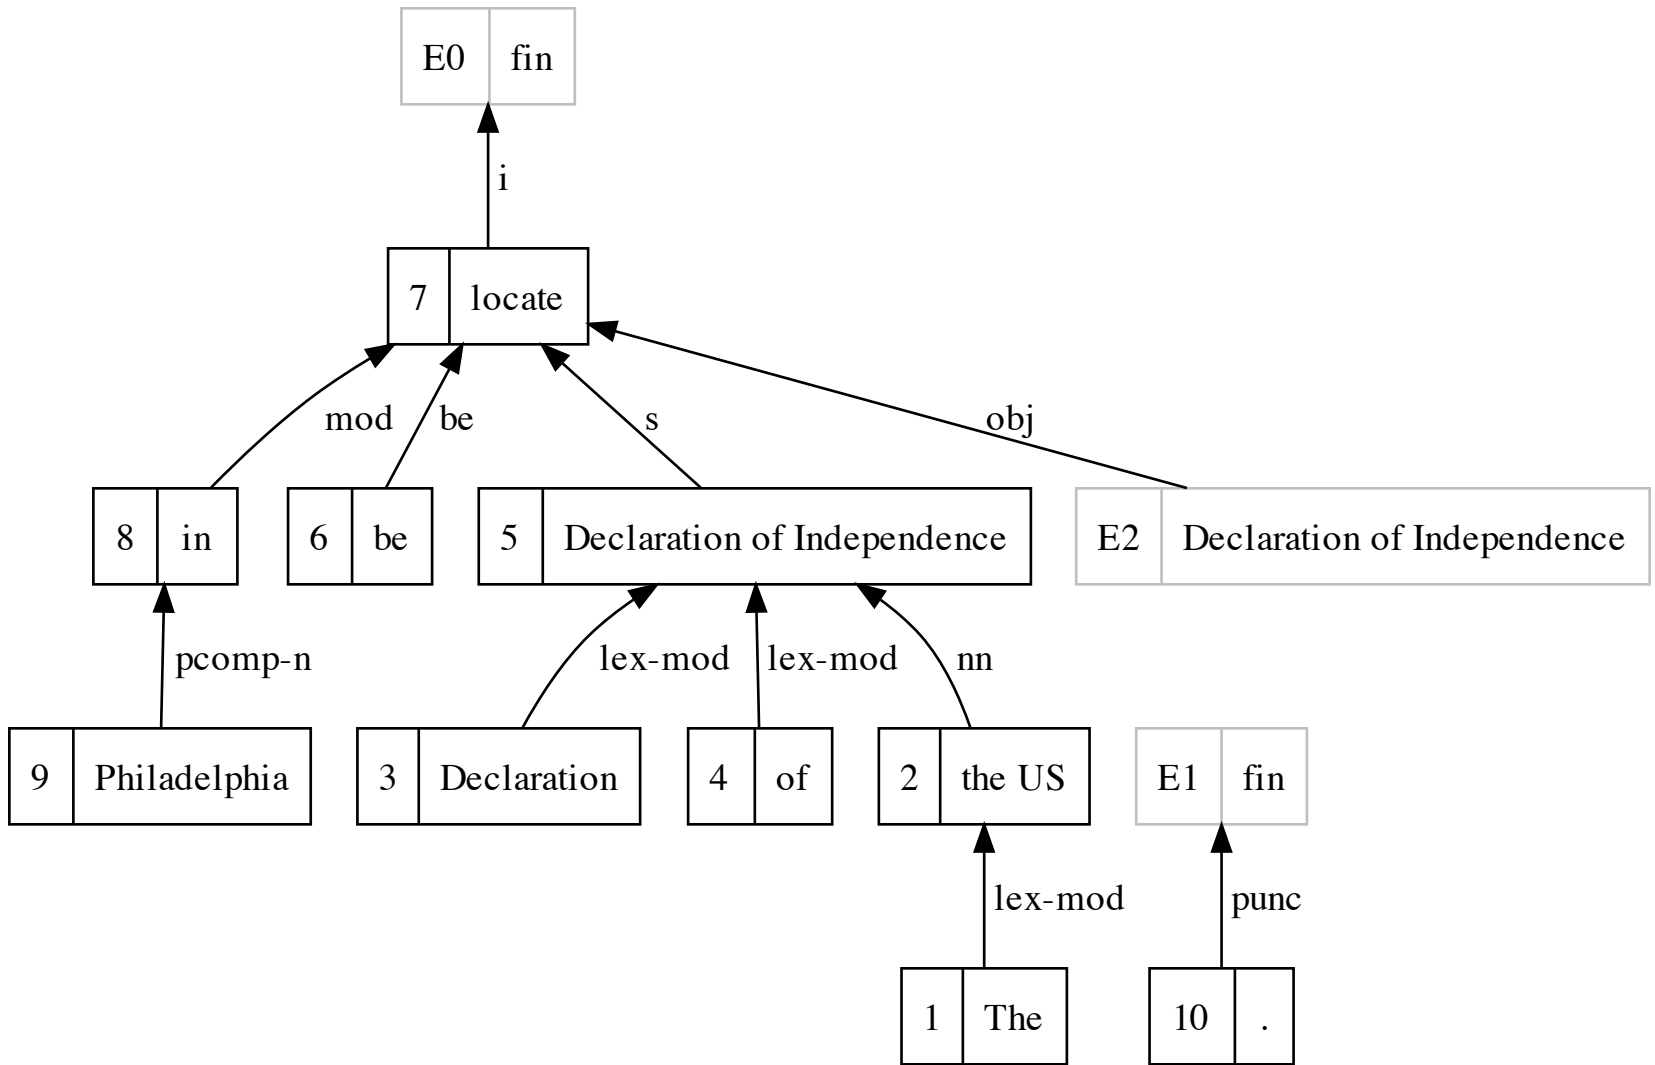 E0 fin
i
7 locate
mod be s obj
8 in 6 be 5 Declaration of Independence E2 Declaration of Independence
pcomp-n lex-mod lex-mod nn
9 Philadelphia 3 Declaration 4 of 2 the US E1 fin
lex-mod punc
1 The 10 .